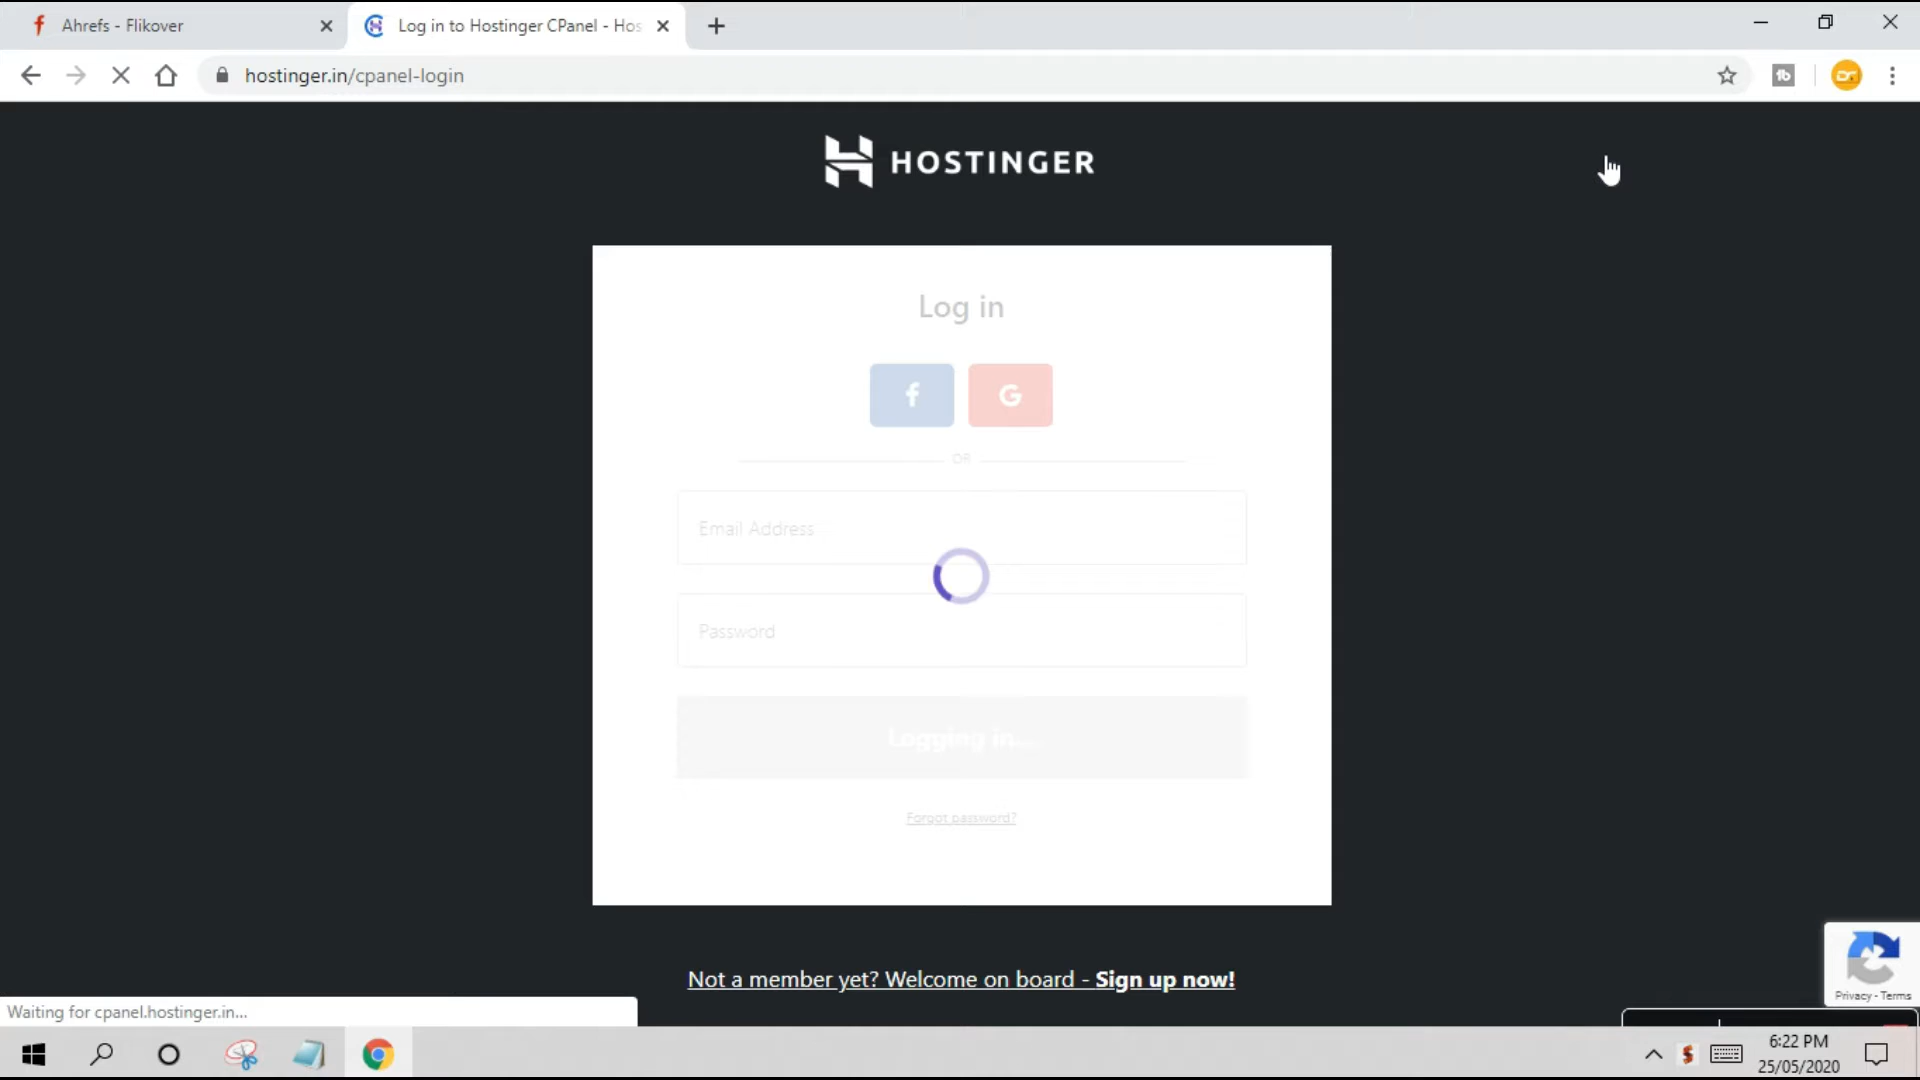 Ahrefs - Flikover
Log in to Hostinger CPanel - Hos
hostinger.in/cpanel-login
HOSTINGER
Log in
OR
Email Address
Password
Logging in...
Forgot password?
Not a member yet? Welcome on board - Sign up now!
Privacy - Terms
Waiting for cpanel.hostinger.in...
6:22 PM
25/05/2020